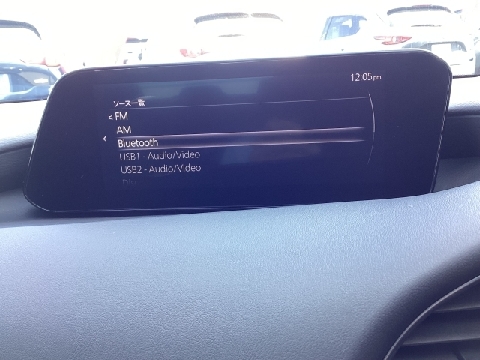 12:05pm
ソース一覧
FM
AM
Bluetooth
USB1 - Audio/Video
USB2 - Audio/Video